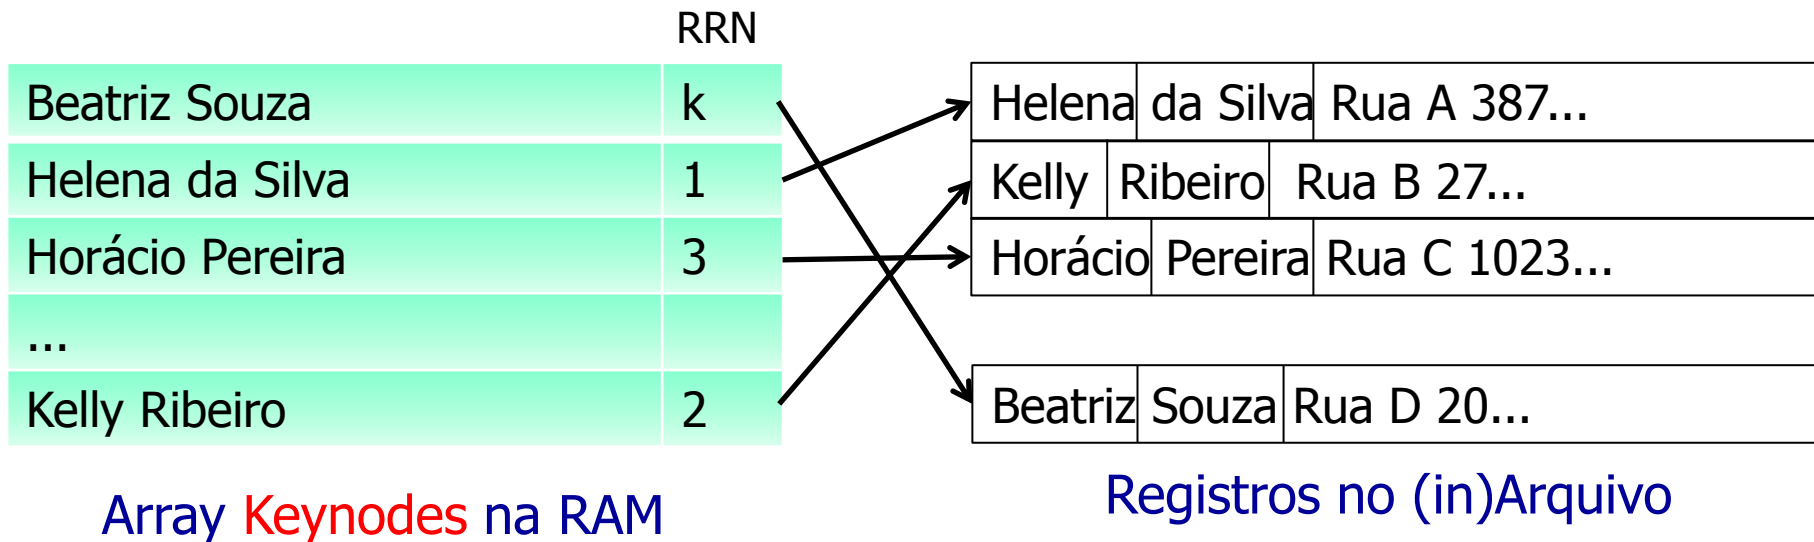 RRN
Beatriz Souza k
Helena da Silva 1
Horácio Pereira 3
...
Kelly Ribeiro 2
Array Keynodes na RAM
Helena da Silva Rua A 387...
Kelly Ribeiro Rua B 27...
Horácio Pereira Rua C 1023...
Beatriz Souza Rua D 20...
Registros no (in)Arquivo